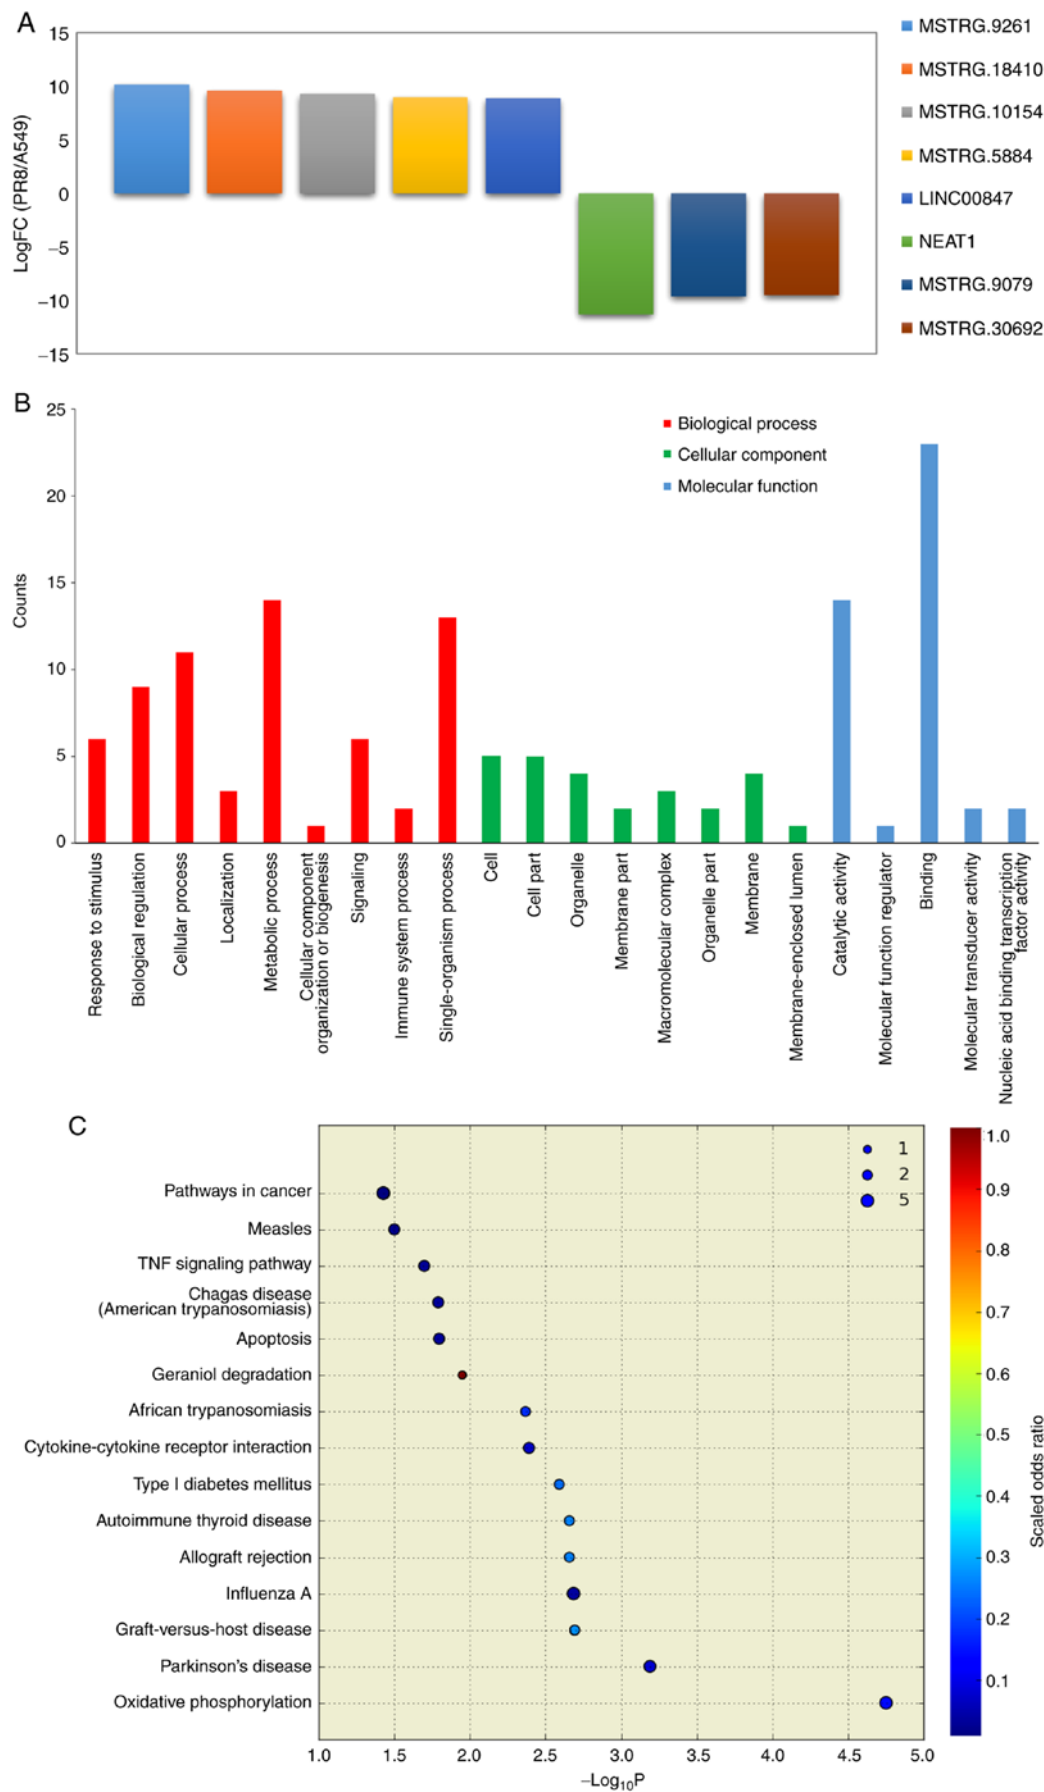 A
15
10
5
0
−5
−10
−15
LogFC (PR8/A549)
MSTRG.9261
MSTRG.18410
MSTRG.10154
MSTRG.5884
LINC00847
NEAT1
MSTRG.9079
MSTRG.30692
B
25
20
15
10
5
0
Counts
Biological process
Cellular component
Molecular function
Response to stimulus
Biological regulation
Cellular process
Localization
Metabolic process
Cellular component
organization or biogenesis
Signaling
Immune system process
Single-organism process
Cell
Cell part
Organelle
Membrane part
Macromolecular complex
Organelle part
Membrane
Membrane-enclosed lumen
Catalytic activity
Molecular function regulator
Binding
Molecular transducer activity
Nucleic acid binding transcription
factor activity
C
1
2
5
Pathways in cancer
Measles
TNF signaling pathway
Chagas disease
(American trypanosomiasis)
Apoptosis
Geraniol degradation
African trypanosomiasis
Cytokine-cytokine receptor interaction
Type I diabetes mellitus
Autoimmune thyroid disease
Allograft rejection
Influenza A
Graft-versus-host disease
Parkinson's disease
Oxidative phosphorylation
1.0 1.5 2.0 2.5 3.0 3.5 4.0 4.5 5.0
−Log10P
1.0
0.9
0.8
0.7
0.6
0.5
0.4
0.3
0.2
0.1
Scaled odds ratio